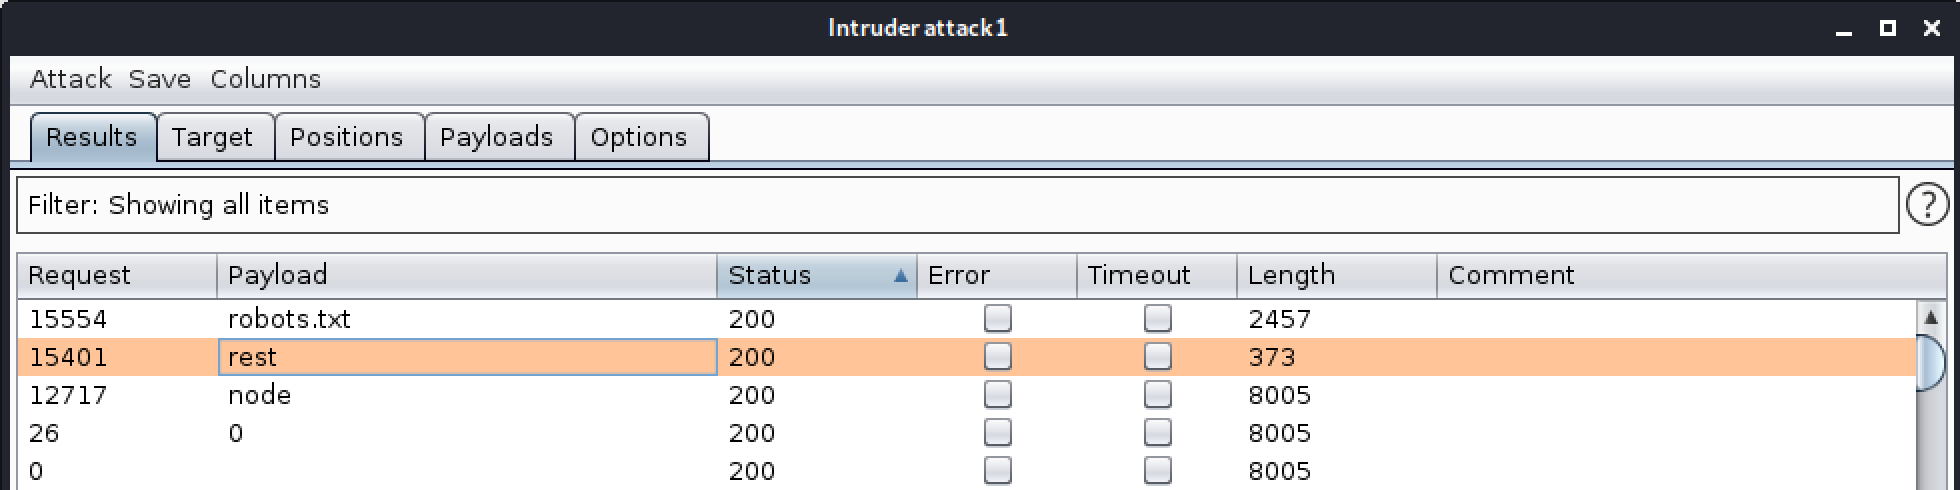 Intruder attack1
Attack Save Columns
Results Target Positions Payloads Options
Filter: Showing all items ?
Request Payload Status Error Timeout Length Comment
15554 robots.txt 200 2457
15401 rest 200 373
12717 node 200 8005
26 0 200 8005
0 200 8005